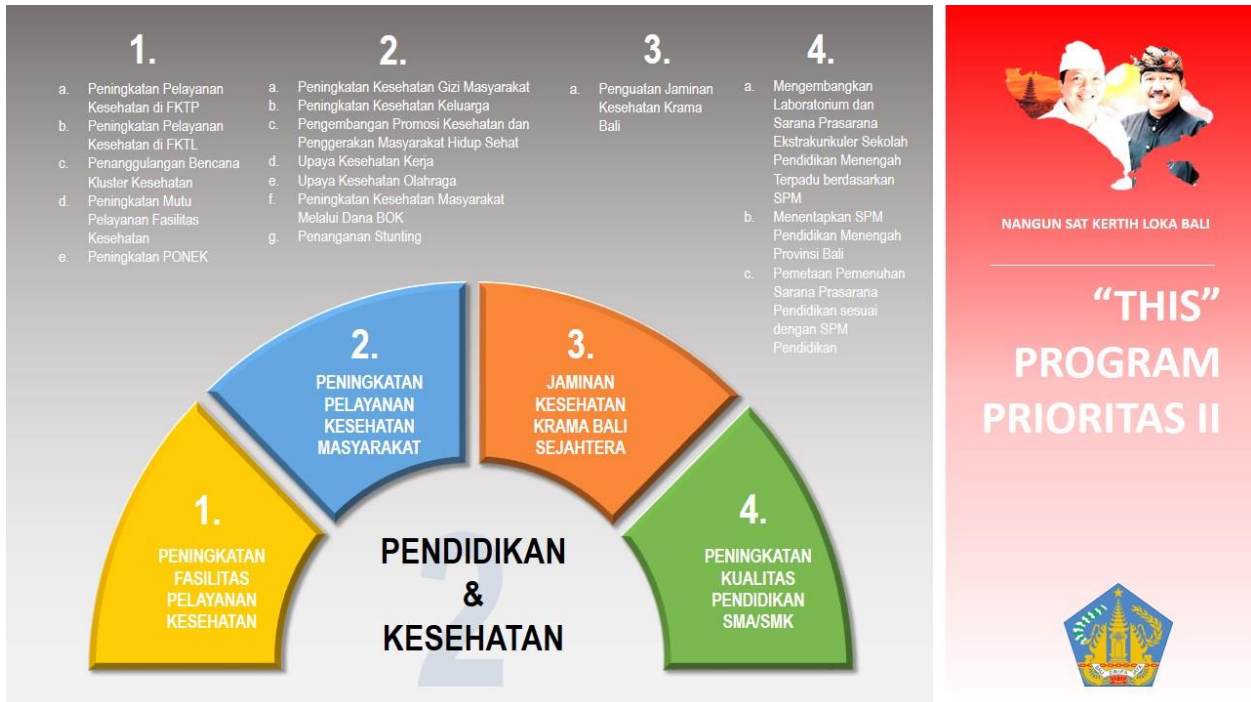 1.
a. Peningkatan Pelayanan
Kesehatan di FKTP
b. Peningkatan Pelayanan
Kesehatan di FKTL
c. Penanggulangan Bencana
Kluster Kesehatan
d. Peningkatan Mutu
Pelayanan Fasilitas
Kesehatan
e. Peningkatan PONEK
2.
a. Peningkatan Kesehatan Gizi Masyarakat
b. Peningkatan Kesehatan Keluarga
c. Pengembangan Promosi Kesehatan dan
Penggerakan Masyarakat Hidup Sehat
d. Upaya Kesehatan Kerja
e. Upaya Kesehatan Olahraga
f. Peningkatan Kesehatan Masyarakat
Melalui Dana BOK
g. Penanganan Stunting
3.
a. Penguatan Jaminan
Kesehatan Krama
Bali
4.
a. Mengembangkan
Laboratorium dan
Sarana Prasarana
Ekstrakurikuler Sekolah
Pendidikan Menengah
Terpadu berdasarkan
SPM
b. Menentapkan SPM
Pendidikan Menengah
Provinsi Bali
c. Pemetaan Pemenuhan
Sarana Prasarana
Pendidikan sesuai
dengan SPM
Pendidikan
1.
PENINGKATAN
FASILITAS
PELAYANAN
KESEHATAN
2.
PENINGKATAN
PELAYANAN
KESEHATAN
MASYARAKAT
3.
JAMINAN
KESEHATAN
KRAMA BALI
SEJAHTERA
4.
PENINGKATAN
KUALITAS
PENDIDIKAN
SMA/SMK
2
PENDIDIKAN
&
KESEHATAN
NANGUN SAT KERTIH LOKA BALI
“THIS”
PROGRAM
PRIORITAS II
BALI DWIPA JAYA